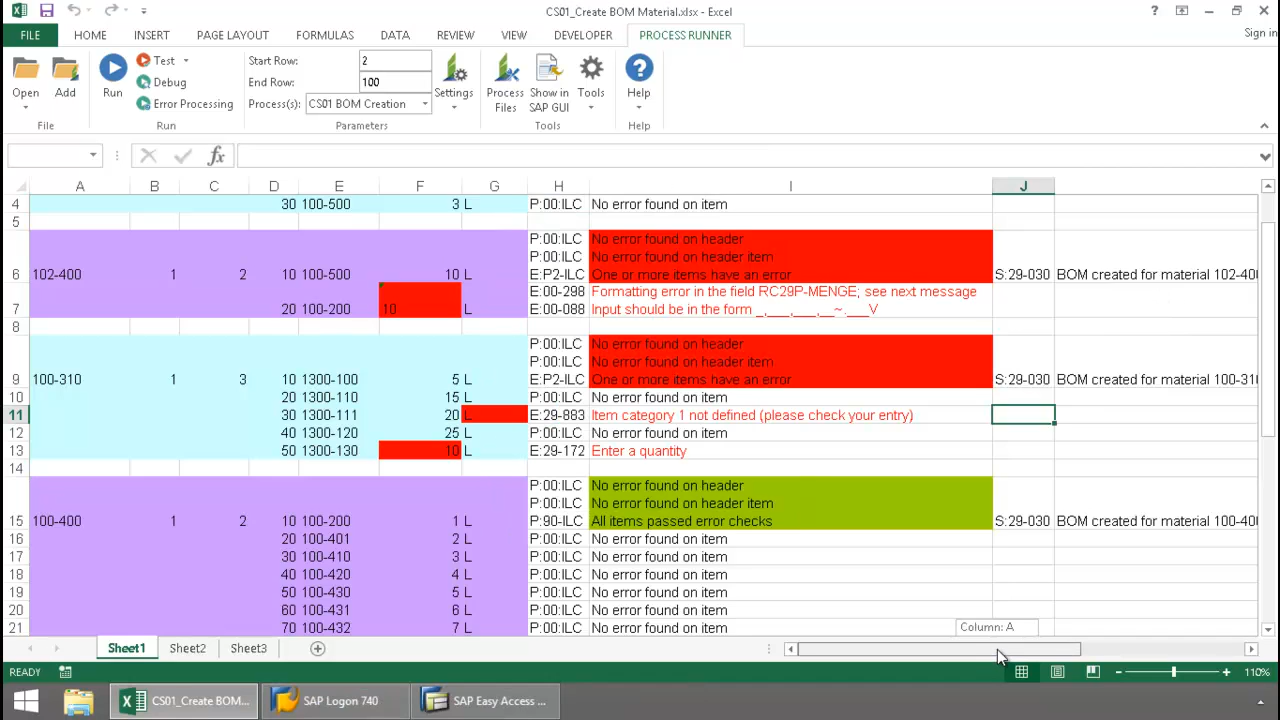 CS01_Create BOM Material.xlsx - Excel
FILE HOME INSERT PAGE LAYOUT FORMULAS DATA REVIEW VIEW DEVELOPER PROCESS RUNNER Sign in
Open
Add
File
Run
Test
Debug
Error Processing
Run
Start Row: 2
End Row: 100
Process(s): CS01 BOM Creation
Parameters
Settings
Process Files
Show in SAP GUI
Tools
Tools
Help
Help
fx
A B C D E F G H I J
4 30 100-500 3 L P:00:ILC No error found on item
5
P:00:ILC No error found on header
P:00:ILC No error found on header item
6 102-400 1 2 10 100-500 10 L E:P2-ILC One or more items have an error S:29-030 BOM created for material 102-40
E:00-298 Formatting error in the field RC29P-MENGE; see next message
7 20 100-200 10 L E:00-088 Input should be in the form _,___,___,__~.___V
8
P:00:ILC No error found on header
P:00:ILC No error found on header item
9 100-310 1 3 10 1300-100 5 L E:P2-ILC One or more items have an error S:29-030 BOM created for material 100-31
10 20 1300-110 15 L P:00:ILC No error found on item
11 30 1300-111 20 L E:29-883 Item category 1 not defined (please check your entry)
12 40 1300-120 25 L P:00:ILC No error found on item
13 50 1300-130 10 L E:29-172 Enter a quantity
14
P:00:ILC No error found on header
P:00:ILC No error found on header item
15 100-400 1 2 10 100-200 1 L P:90-ILC All items passed error checks S:29-030 BOM created for material 100-40
16 20 100-401 2 L P:00:ILC No error found on item
17 30 100-410 3 L P:00:ILC No error found on item
18 40 100-420 4 L P:00:ILC No error found on item
19 50 100-430 5 L P:00:ILC No error found on item
20 60 100-431 6 L P:00:ILC No error found on item
21 70 100-432 7 L P:00:ILC No error found on item
Column: A
Sheet1 Sheet2 Sheet3
READY 110%
CS01_Create BOM... SAP Logon 740 SAP Easy Access ...